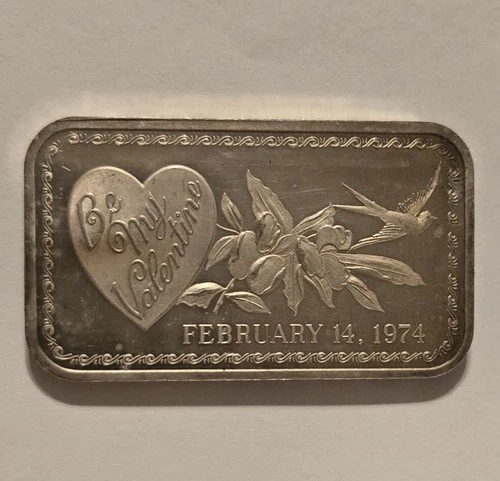 Be
My
Valentine
FEBRUARY 14, 1974